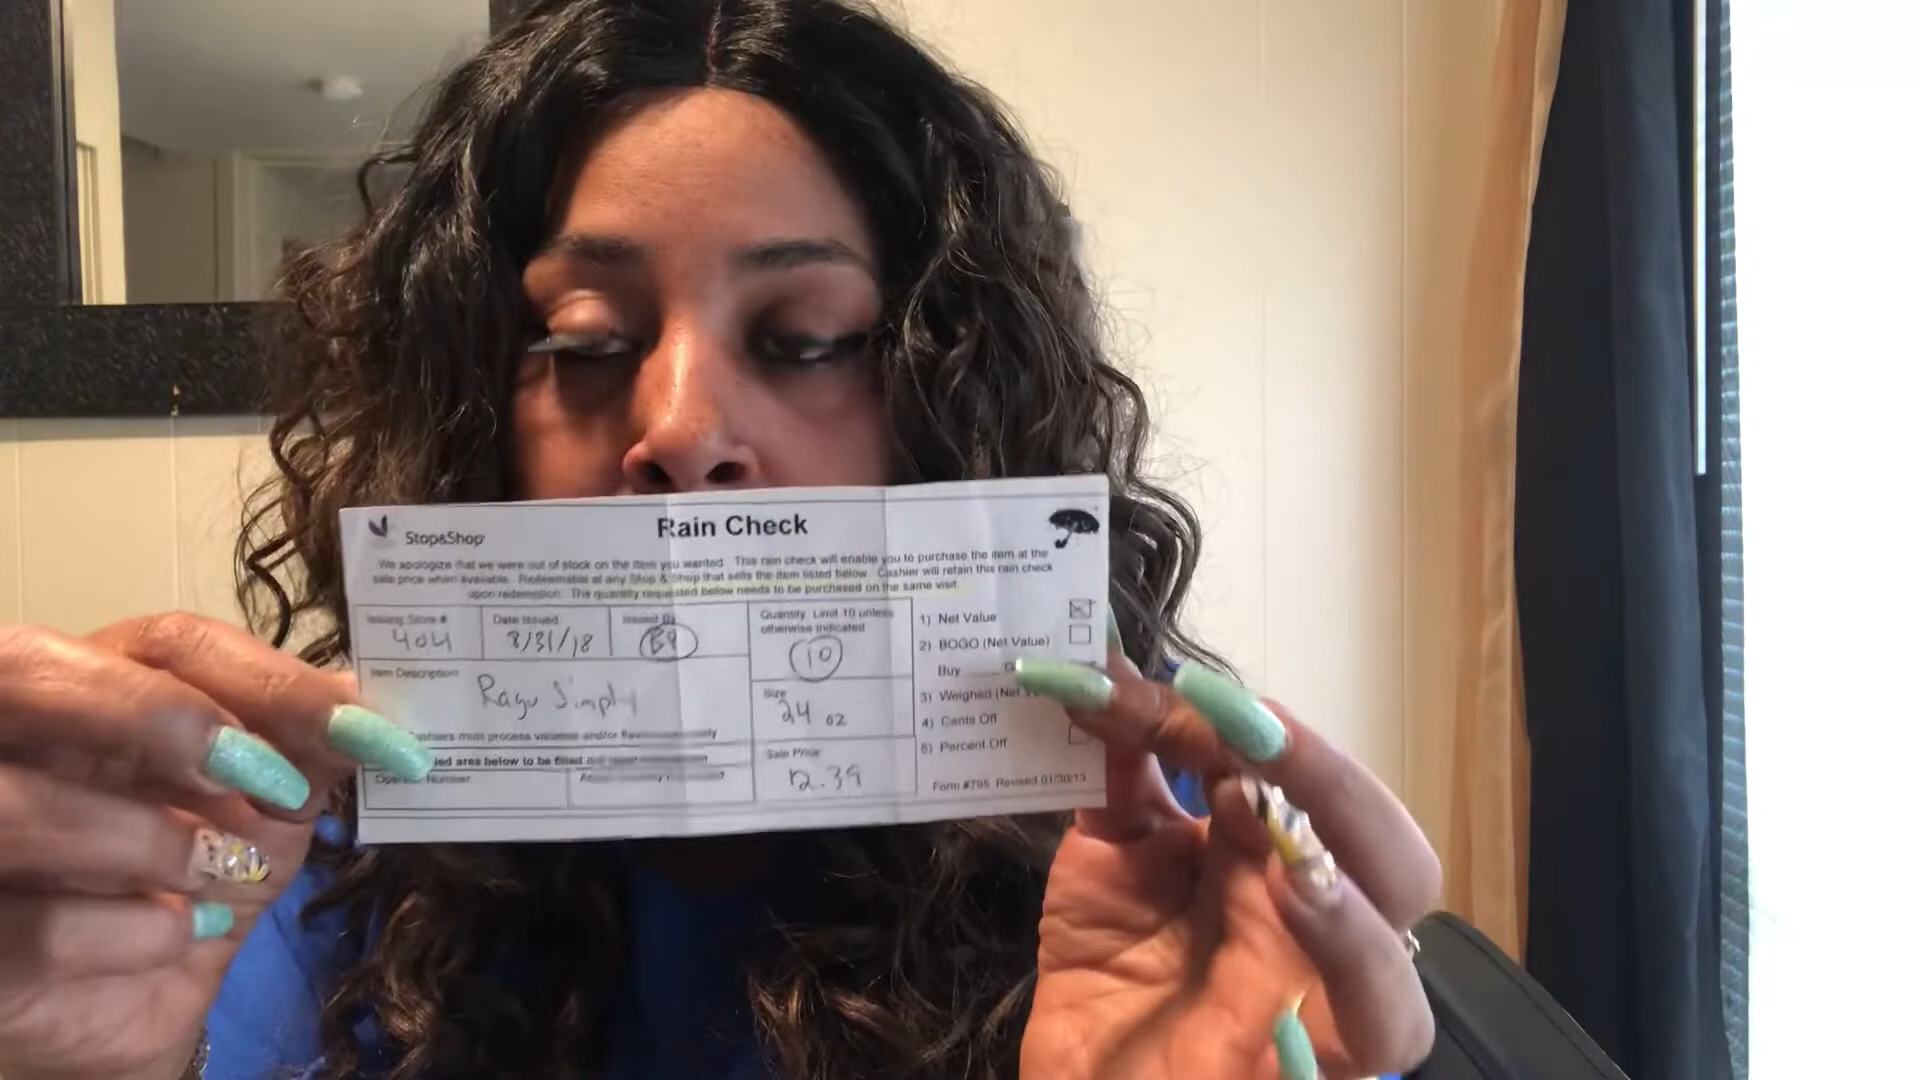 Stop&Shop
Rain Check
We apologize that we were out of stock on the item you wanted. This rain check will enable you to purchase the item at the
sale price when available. Redeemable at any Stop & Shop that sells the item listed below. Cashier will retain this rain check
upon redemption. The quantity requested below needs to be purchased on the same visit.
Issuing Store #
404
Date Issued
8/31/18
Issued By
Quantity Limit 10 unless
otherwise indicated
10
Item Description
Ragu Simply
Size
24 oz
Cashiers must process
Sale Price
2.39
area below to be filled
Number
1) Net Value
2) BOGO (Net Value)
Buy
3) Weighed (Net
4) Cents Off
5) Percent Off
Form #795 Revised 01/30/13